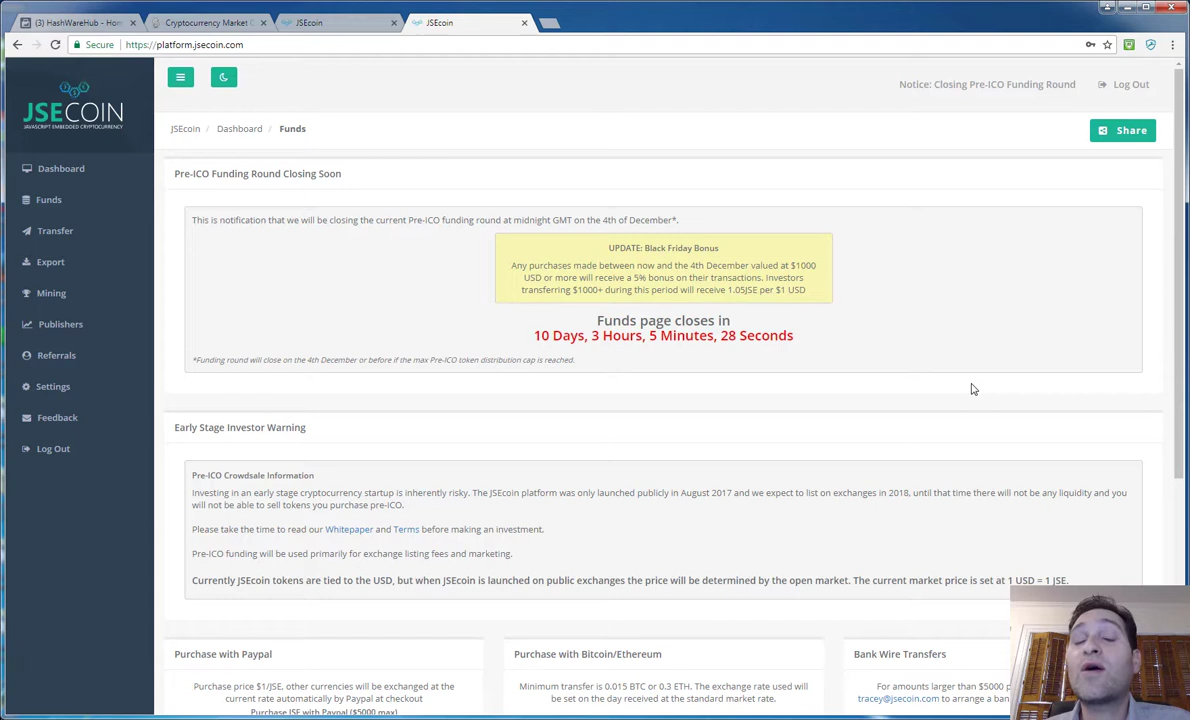 (3) HashWareHub - Hom
Cryptocurrency Market C
JSEcoin
JSEcoin
Secure
https://platform.jsecoin.com
JSECOIN
JAVASCRIPT EMBEDDED CRYPTOCURRENCY
Notice: Closing Pre-ICO Funding Round
Log Out
JSEcoin / Dashboard / Funds
Share
Dashboard
Funds
Transfer
Export
Mining
Publishers
Referrals
Settings
Feedback
Log Out
Pre-ICO Funding Round Closing Soon
This is notification that we will be closing the current Pre-ICO funding round at midnight GMT on the 4th of December*.
UPDATE: Black Friday Bonus
Any purchases made between now and the 4th December valued at $1000
USD or more will receive a 5% bonus on their transactions. Investors
transferring $1000+ during this period will receive 1.05JSE per $1 USD
Funds page closes in
10 Days, 3 Hours, 5 Minutes, 28 Seconds
*Funding round will close on the 4th December or before if the max Pre-ICO token distribution cap is reached.
Early Stage Investor Warning
Pre-ICO Crowdsale Information
Investing in an early stage cryptocurrency startup is inherently risky. The JSEcoin platform was only launched publicly in August 2017 and we expect to list on exchanges in 2018, until that time there will not be any liquidity and you
will not be able to sell tokens you purchase pre-ICO.
Please take the time to read our Whitepaper and Terms before making an investment.
Pre-ICO funding will be used primarily for exchange listing fees and marketing.
Currently JSEcoin tokens are tied to the USD, but when JSEcoin is launched on public exchanges the price will be determined by the open market. The current market price is set at 1 USD = 1 JSE.
Purchase with Paypal
Purchase price $1/JSE, other currencies will be exchanged at the
current rate automatically by Paypal at checkout
Purchase JSE with Paypal ($5000 max)
Purchase with Bitcoin/Ethereum
Minimum transfer is 0.015 BTC or 0.3 ETH. The exchange rate used will
be set on the day received at the standard market rate.
Bank Wire Transfers
For amounts larger than $5000 p
tracey@jsecoin.com to arrange a ban